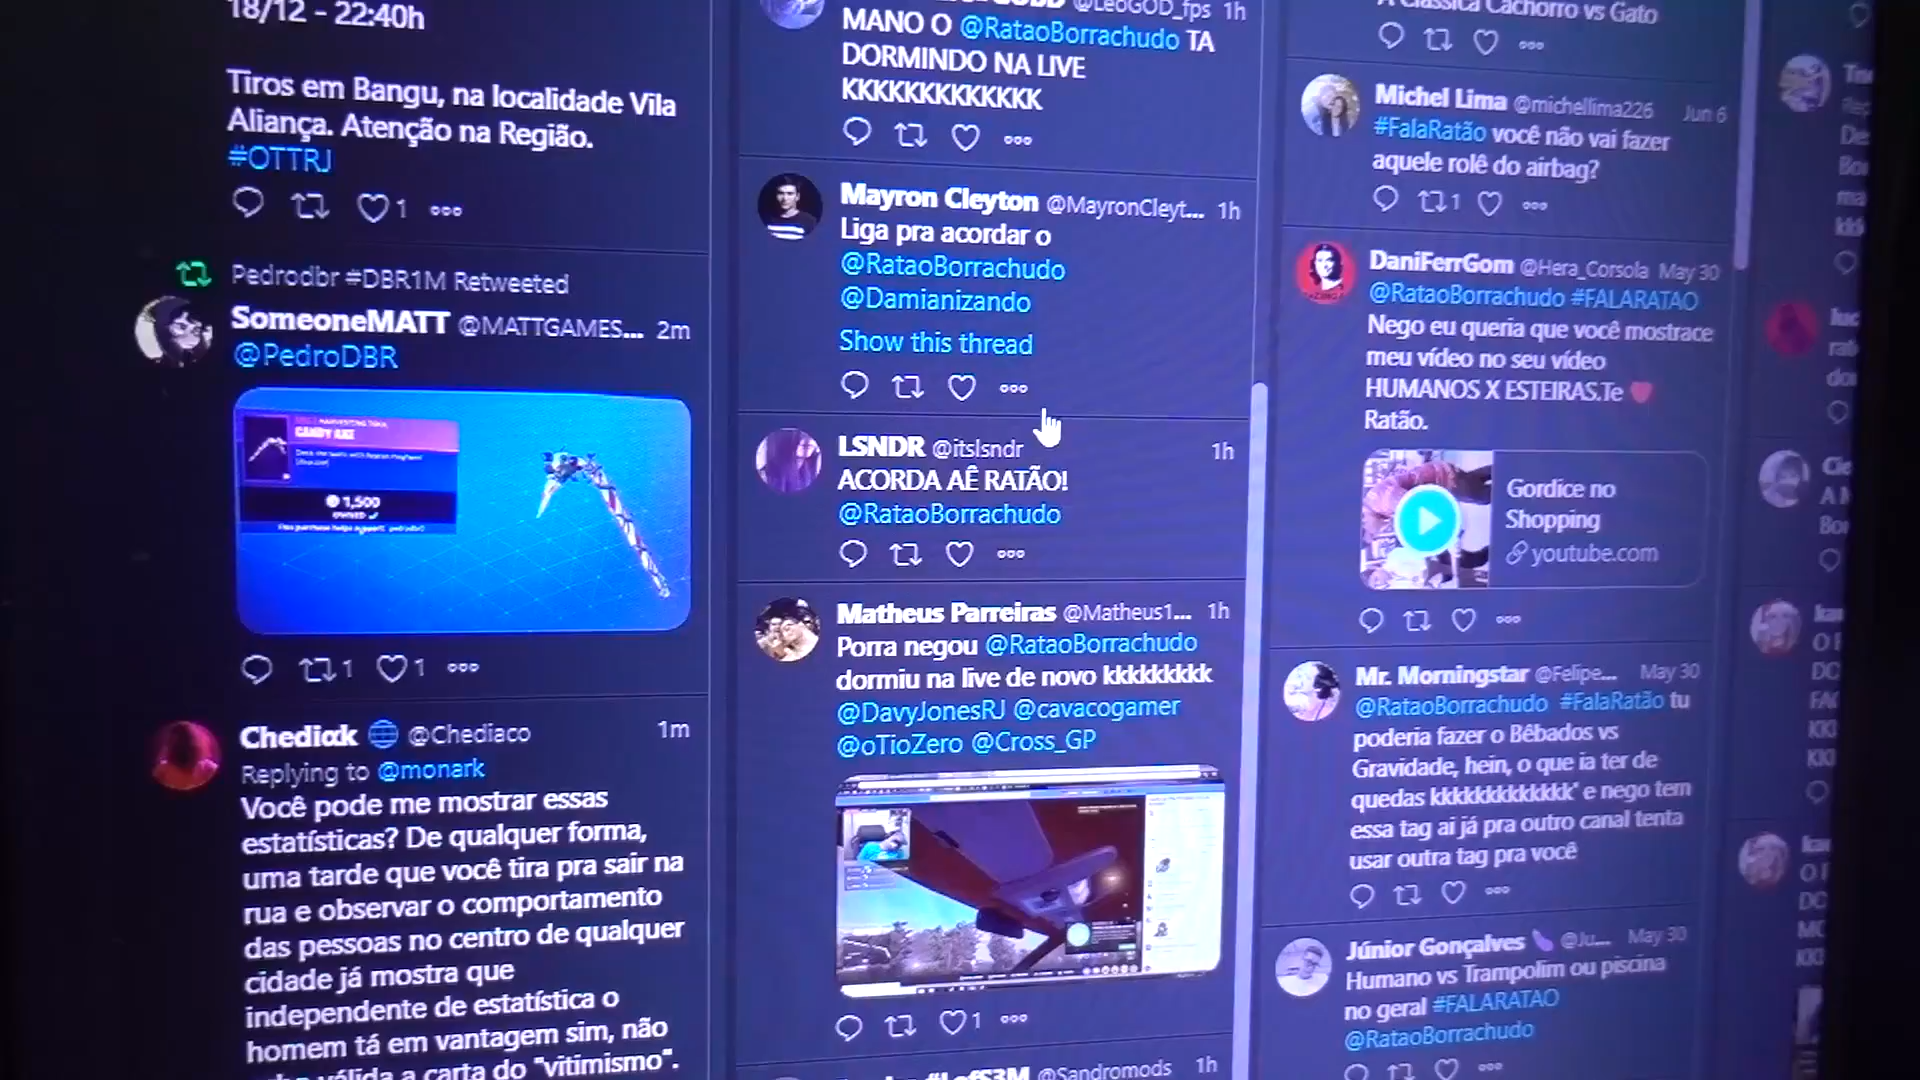 18/12 - 22:40h
Tiros em Bangu, na localidade Vila
Aliança. Atenção na Região.
#OTTRJ
1
Pedrodbr #DBR1M Retweeted
SomeoneMATT @MATTGAMES... 2m
@PedroDBR
CANDY AXE
1,500
OWNED
1 1
Chediak @Chediaco 1m
Replying to @monark
Você pode me mostrar essas
estatísticas? De qualquer forma,
uma tarde que você tira pra sair na
rua e observar o comportamento
das pessoas no centro de qualquer
cidade já mostra que
independente de estatística o
homem tá em vantagem sim, não
válida a carta do "vitimismo".
@LeoGOD_fps 1h
MANO O @RataoBorrachudo TA
DORMINDO NA LIVE
KKKKKKKKKKKKK
Mayron Cleyton @MayronCleyt... 1h
Liga pra acordar o
@RataoBorrachudo
@Damianizando
Show this thread
LSNDR @itslsndr 1h
ACORDA AÊ RATÃO!
@RataoBorrachudo
Matheus Parreiras @Matheus1... 1h
Porra negou @RataoBorrachudo
dormiu na live de novo kkkkkkkkk
@DavyJonesRJ @cavacogamer
@oTioZero @Cross_GP
1
@Sandromods 1h
A Clássica Cachorro vs Gato
Michel Lima @michellima226 Jun 6
#FalaRatão você não vai fazer
aquele rolê do airbag?
1
DaniFerrGom @Hera_Corsola May 30
@RataoBorrachudo #FALARATAO
Nego eu queria que você mostrace
meu vídeo no seu vídeo
HUMANOS X ESTEIRAS.Te
Ratão.
Gordice no
Shopping
youtube.com
Mr. Morningstar @Felipe... May 30
@RataoBorrachudo #FalaRatão tu
poderia fazer o Bêbados vs
Gravidade, hein, o que ia ter de
quedas kkkkkkkkkkkkk' e nego tem
essa tag ai já pra outro canal tenta
usar outra tag pra você
Júnior Gonçalves @Ju... May 30
Humano vs Trampolim ou piscina
no geral #FALARATAO
@RataoBorrachudo